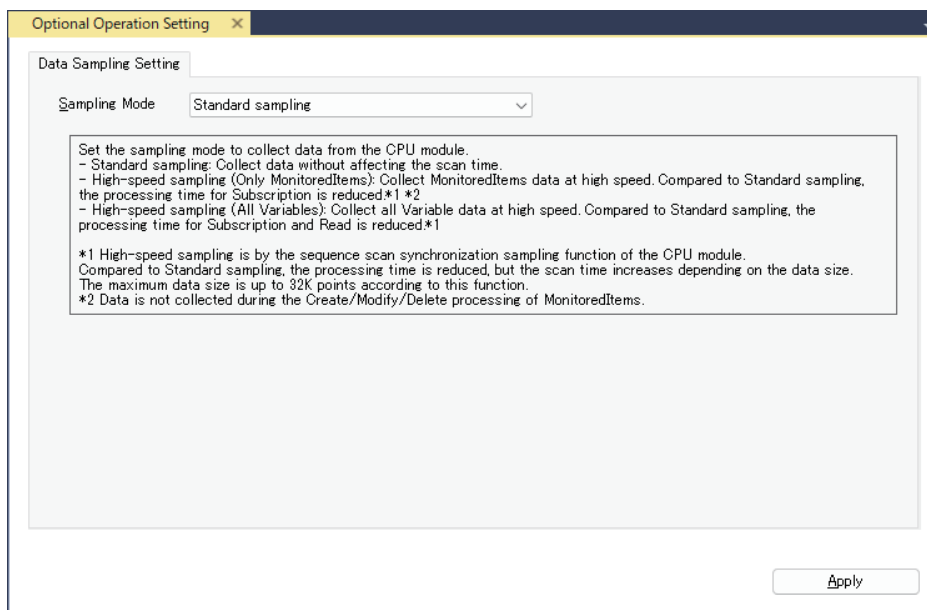 Optional Operation Setting
Data Sampling Setting
Sampling Mode
Standard sampling
Set the sampling mode to collect data from the CPU module.
- Standard sampling: Collect data without affecting the scan time.
- High-speed sampling (Only MonitoredItems): Collect MonitoredItems data at high speed. Compared to Standard sampling,
the processing time for Subscription is reduced.*1 *2
- High-speed sampling (All Variables): Collect all Variable data at high speed. Compared to Standard sampling, the
processing time for Subscription and Read is reduced.*1
*1 High-speed sampling is by the sequence scan synchronization sampling function of the CPU module.
Compared to Standard sampling, the processing time is reduced, but the scan time increases depending on the data size.
The maximum data size is up to 32K points according to this function.
*2 Data is not collected during the Create/Modify/Delete processing of MonitoredItems.
Apply